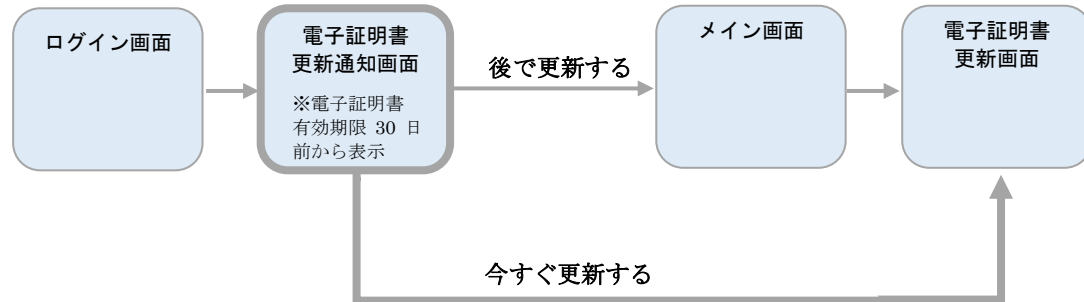 ログイン画面
電子証明書
更新通知画面
※電子証明書
有効期限 30 日
前から表示
後で更新する
メイン画面
電子証明書
更新画面
今すぐ更新する